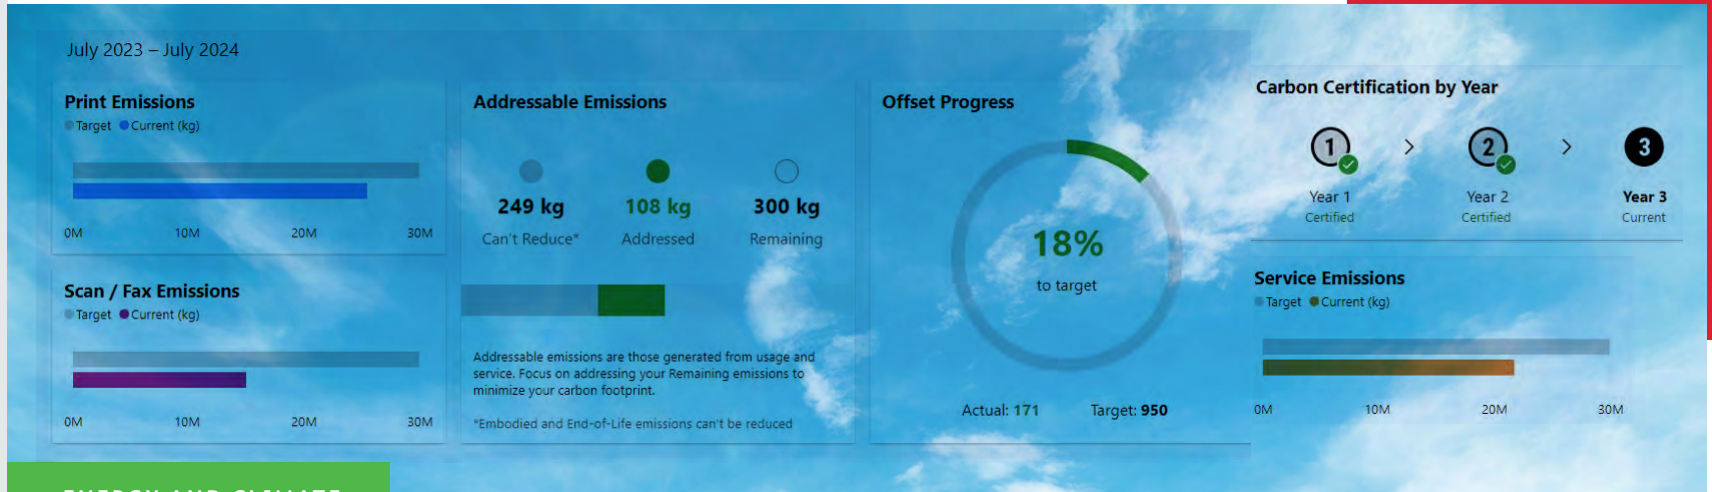 July 2023 – July 2024
Print Emissions
Target Current (kg)
0M 10M 20M 30M
Scan / Fax Emissions
Target Current (kg)
0M 10M 20M 30M
Addressable Emissions
249 kg 108 kg 300 kg
Can't Reduce* Addressed Remaining
Addressable emissions are those generated from usage and
service. Focus on addressing your Remaining emissions to
minimize your carbon footprint.
*Embodied and End-of-Life emissions can't be reduced
Offset Progress
18%
to target
Actual: 171 Target: 950
Carbon Certification by Year
1 > 2 > 3
Year 1 Year 2 Year 3
Certified Certified Current
Service Emissions
Target Current (kg)
0M 10M 20M 30M
ENERGY AND CLIMATE